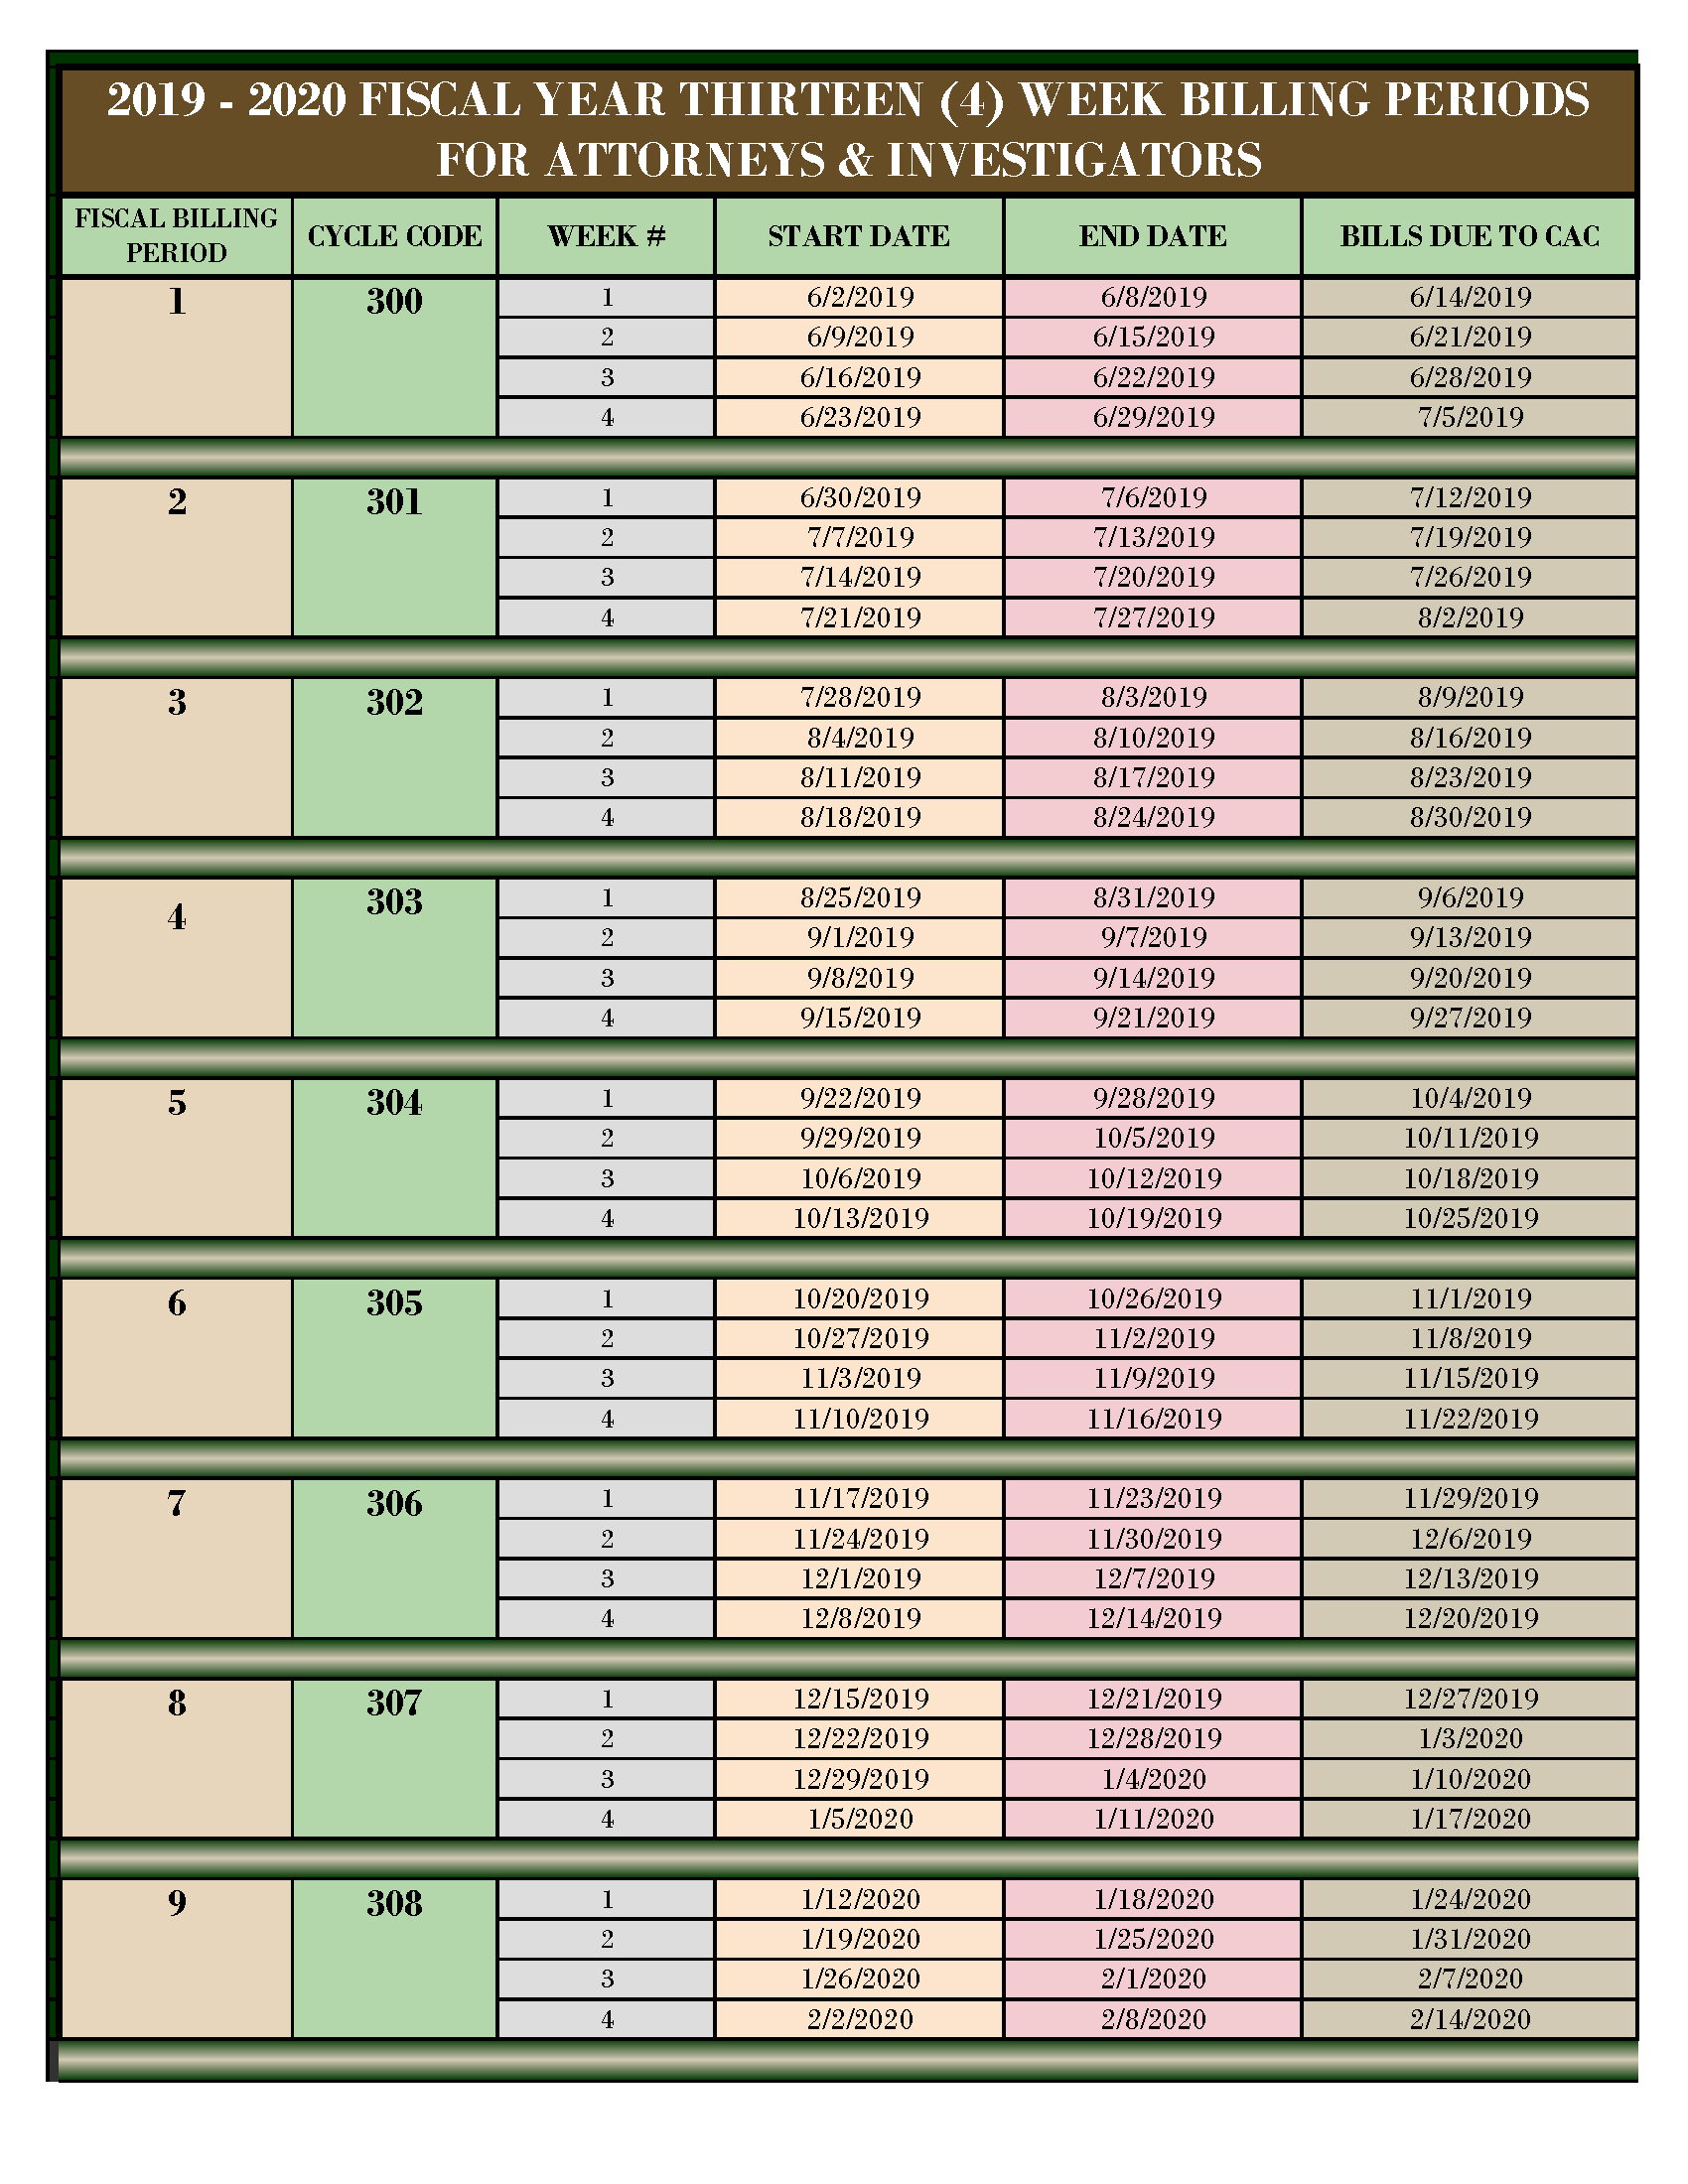 2019 - 2020 FISCAL YEAR THIRTEEN (4) WEEK BILLING PERIODS
FOR ATTORNEYS & INVESTIGATORS
FISCAL BILLING PERIOD CYCLE CODE WEEK # START DATE END DATE BILLS DUE TO CAC
1 300 1 6/2/2019 6/8/2019 6/14/2019
2 6/9/2019 6/15/2019 6/21/2019
3 6/16/2019 6/22/2019 6/28/2019
4 6/23/2019 6/29/2019 7/5/2019
2 301 1 6/30/2019 7/6/2019 7/12/2019
2 7/7/2019 7/13/2019 7/19/2019
3 7/14/2019 7/20/2019 7/26/2019
4 7/21/2019 7/27/2019 8/2/2019
3 302 1 7/28/2019 8/3/2019 8/9/2019
2 8/4/2019 8/10/2019 8/16/2019
3 8/11/2019 8/17/2019 8/23/2019
4 8/18/2019 8/24/2019 8/30/2019
4 303 1 8/25/2019 8/31/2019 9/6/2019
2 9/1/2019 9/7/2019 9/13/2019
3 9/8/2019 9/14/2019 9/20/2019
4 9/15/2019 9/21/2019 9/27/2019
5 304 1 9/22/2019 9/28/2019 10/4/2019
2 9/29/2019 10/5/2019 10/11/2019
3 10/6/2019 10/12/2019 10/18/2019
4 10/13/2019 10/19/2019 10/25/2019
6 305 1 10/20/2019 10/26/2019 11/1/2019
2 10/27/2019 11/2/2019 11/8/2019
3 11/3/2019 11/9/2019 11/15/2019
4 11/10/2019 11/16/2019 11/22/2019
7 306 1 11/17/2019 11/23/2019 11/29/2019
2 11/24/2019 11/30/2019 12/6/2019
3 12/1/2019 12/7/2019 12/13/2019
4 12/8/2019 12/14/2019 12/20/2019
8 307 1 12/15/2019 12/21/2019 12/27/2019
2 12/22/2019 12/28/2019 1/3/2020
3 12/29/2019 1/4/2020 1/10/2020
4 1/5/2020 1/11/2020 1/17/2020
9 308 1 1/12/2020 1/18/2020 1/24/2020
2 1/19/2020 1/25/2020 1/31/2020
3 1/26/2020 2/1/2020 2/7/2020
4 2/2/2020 2/8/2020 2/14/2020